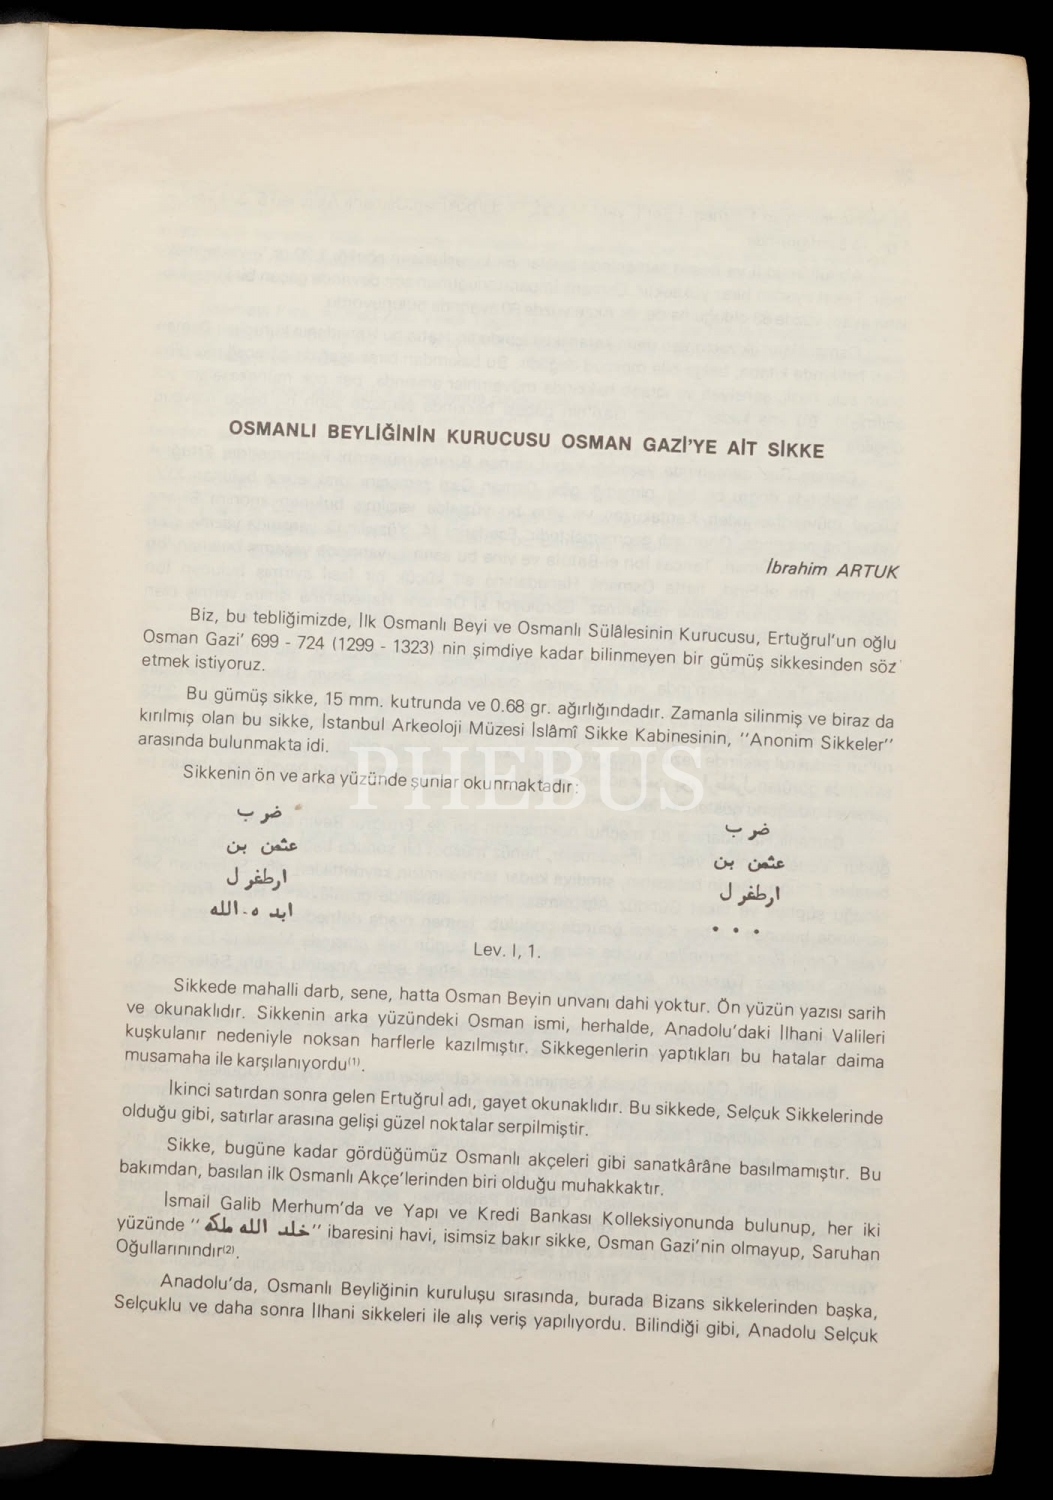 OSMANLI BEYLİĞİNİN KURUCUSU OSMAN GAZİ'YE AİT SİKKE
İbrahim ARTUK
Biz, bu tebliğimizde, İlk Osmanlı Beyi ve Osmanlı Sülâlesinin Kurucusu, Ertuğrul'un oğlu
Osman Gazi' 699 - 724 (1299 - 1323) nin şimdiye kadar bilinmeyen bir gümüş sikkesinden söz
etmek istiyoruz.
Bu gümüş sikke, 15 mm. kutrunda ve 0.68 gr. ağırlığındadır. Zamanla silinmiş ve biraz da
kırılmış olan bu sikke, İstanbul Arkeoloji Müzesi İslâmî Sikke Kabinesinin, ''Anonim Sikkeler''
arasında bulunmakta idi.
PHEBUS
Sikkenin ön ve arka yüzünde şunlar okunmaktadır:
ضرب
عثمن بن
ارطغرل
ايده ه الله
ضرب
عثمن بن
ارطغرل
. . .
Lev. I, 1.
Sikkede mahalli darb, sene, hatta Osman Beyin unvanı dahi yoktur. Ön yüzün yazısı sarih
ve okunaklıdır. Sikkenin arka yüzündeki Osman ismi, herhalde, Anadolu'daki İlhani Valileri
kuşkulanır nedeniyle noksan harflerle kazılmıştır. Sikkegenlerin yaptıkları bu hatalar daima
musamaha ile karşılanıyordu(1).
İkinci satırdan sonra gelen Ertuğrul adı, gayet okunaklıdır. Bu sikkede, Selçuk Sikkelerinde
olduğu gibi, satırlar arasına gelişi güzel noktalar serpilmiştir.
Sikke, bugüne kadar gördüğümüz Osmanlı akçeleri gibi sanatkârâne basılmamıştır. Bu
bakımdan, basılan ilk Osmanlı Akçe'lerinden biri olduğu muhakkaktır.
İsmail Galib Merhum'da ve Yapı ve Kredi Bankası Kolleksiyonunda bulunup, her iki
yüzünde ''خلد الله ملكه'' ibaresini havi, isimsiz bakır sikke, Osman Gazi'nin olmayup, Saruhan
Oğullarınındır(2).
Anadolu'da, Osmanlı Beyliğinin kuruluşu sırasında, burada Bizans sikkelerinden başka,
Selçuklu ve daha sonra İlhani sikkeleri ile alış veriş yapılıyordu. Bilindiği gibi, Anadolu Selçuk